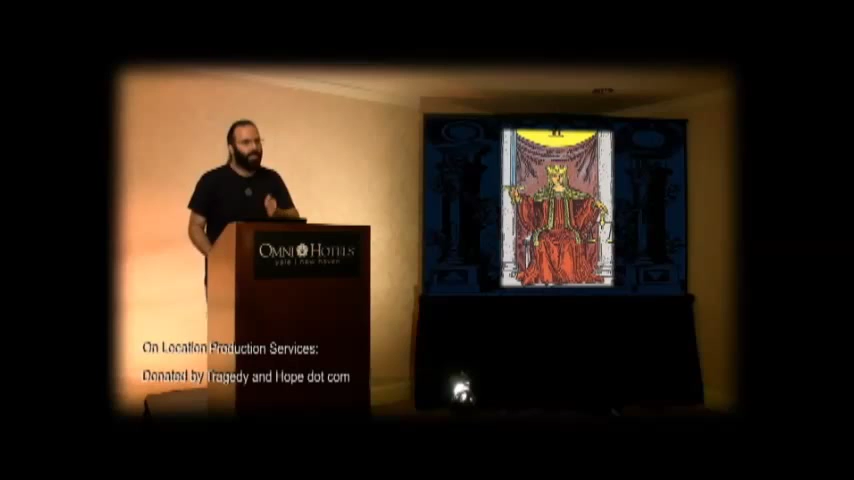 OMNI HOTELS
yale | new haven
On Location Production Services:
Donated by Tragedy and Hope dot com